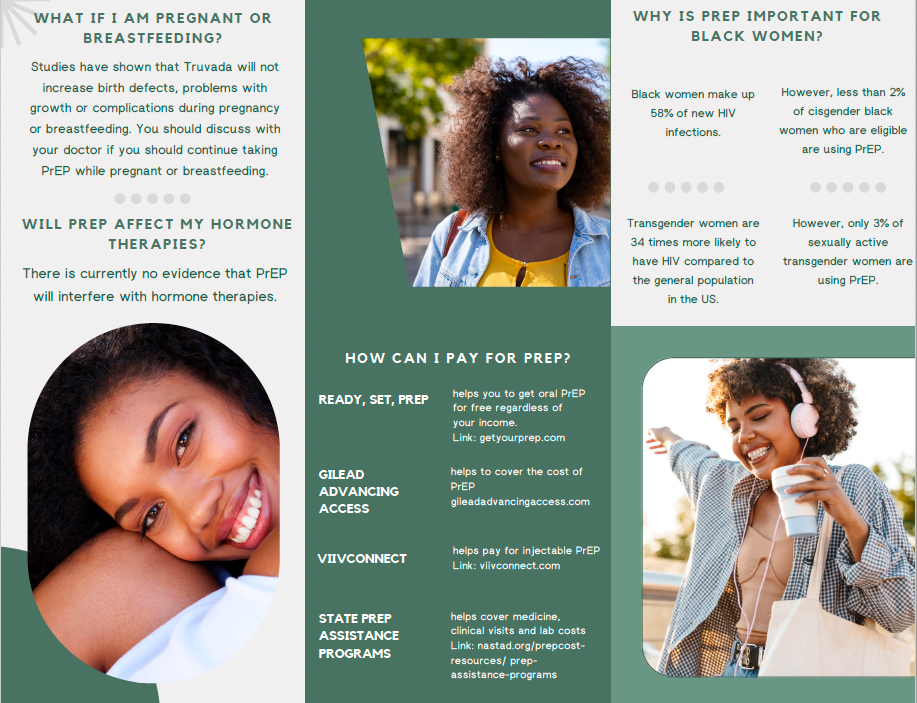 WHAT IF I AM PREGNANT OR
BREASTFEEDING?
Studies have shown that Truvada will not
increase birth defects, problems with
growth or complications during pregnancy
or breastfeeding. You should discuss with
your doctor if you should continue taking
PrEP while pregnant or breastfeeding.
WILL PREP AFFECT MY HORMONE
THERAPIES?
There is currently no evidence that PrEP
will interfere with hormone therapies.
HOW CAN I PAY FOR PREP?
READY, SET, PREP
helps you to get oral PrEP
for free regardless of
your income.
Link: getyourprep.com
GILEAD
ADVANCING
ACCESS
helps to cover the cost of
PrEP
gileadadvancingaccess.com
VIIVCONNECT
helps pay for injectable PrEP
Link: viivconnect.com
STATE PREP
ASSISTANCE
PROGRAMS
helps cover medicine,
clinical visits and lab costs
Link: nastad.org/prepcost-
resources/ prep-
assistance-programs
WHY IS PREP IMPORTANT FOR
BLACK WOMEN?
Black women make up
58% of new HIV
infections.
However, less than 2%
of cisgender black
women who are eligible
are using PrEP.
Transgender women are
34 times more likely to
have HIV compared to
the general population
in the US.
However, only 3% of
sexually active
transgender women are
using PrEP.